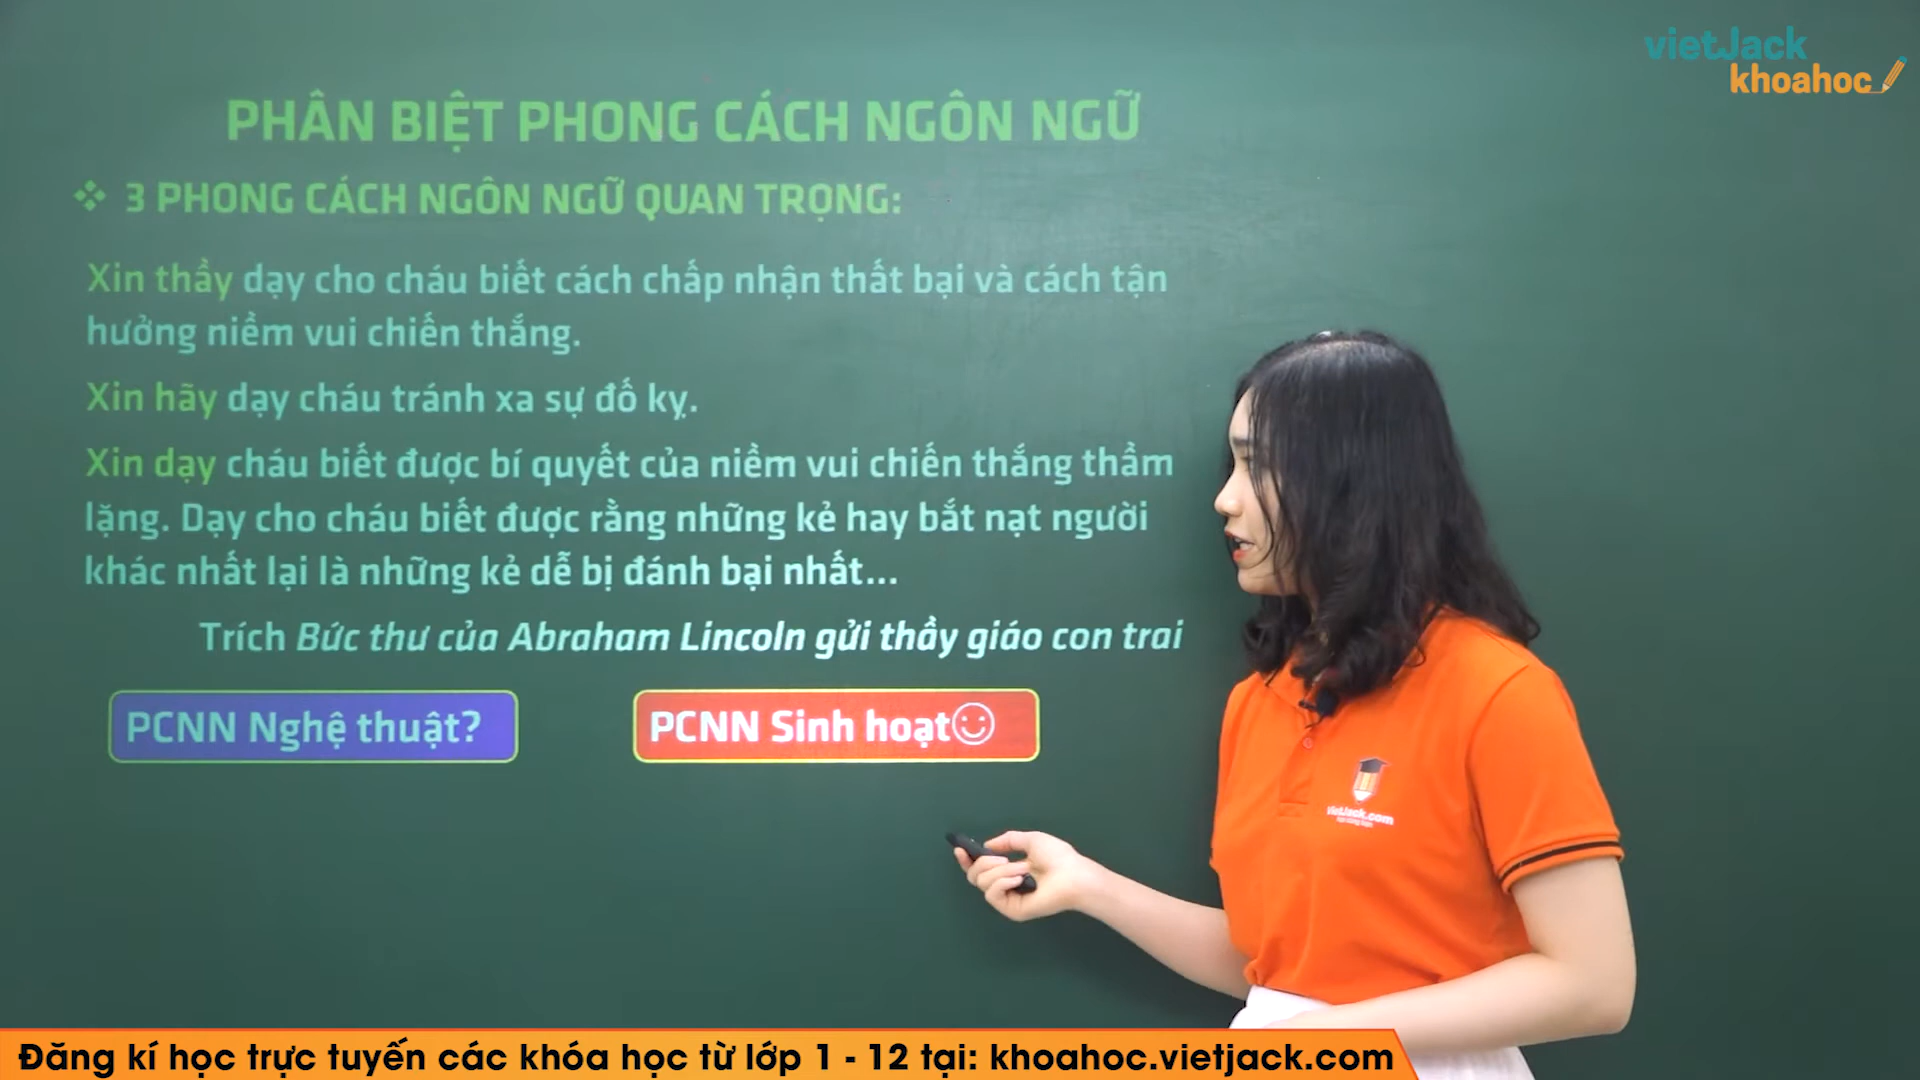 vietJack
khoahoc
PHÂN BIỆT PHONG CÁCH NGÔN NGỮ
3 PHONG CÁCH NGÔN NGỮ QUAN TRỌNG:
Xin thầy dạy cho cháu biết cách chấp nhận thất bại và cách tận
hưởng niềm vui chiến thắng.
Xin hãy dạy cháu tránh xa sự đố kỵ.
Xin dạy cháu biết được bí quyết của niềm vui chiến thắng thầm
lặng. Dạy cho cháu biết được rằng những kẻ hay bắt nạt người
khác nhất lại là những kẻ dễ bị đánh bại nhất...
Trích Bức thư của Abraham Lincoln gửi thầy giáo con trai
PCNN Nghệ thuật?
PCNN Sinh hoạt
VietJack.com
Đăng kí học trực tuyến các khóa học từ lớp 1 - 12 tại: khoahoc.vietjack.com